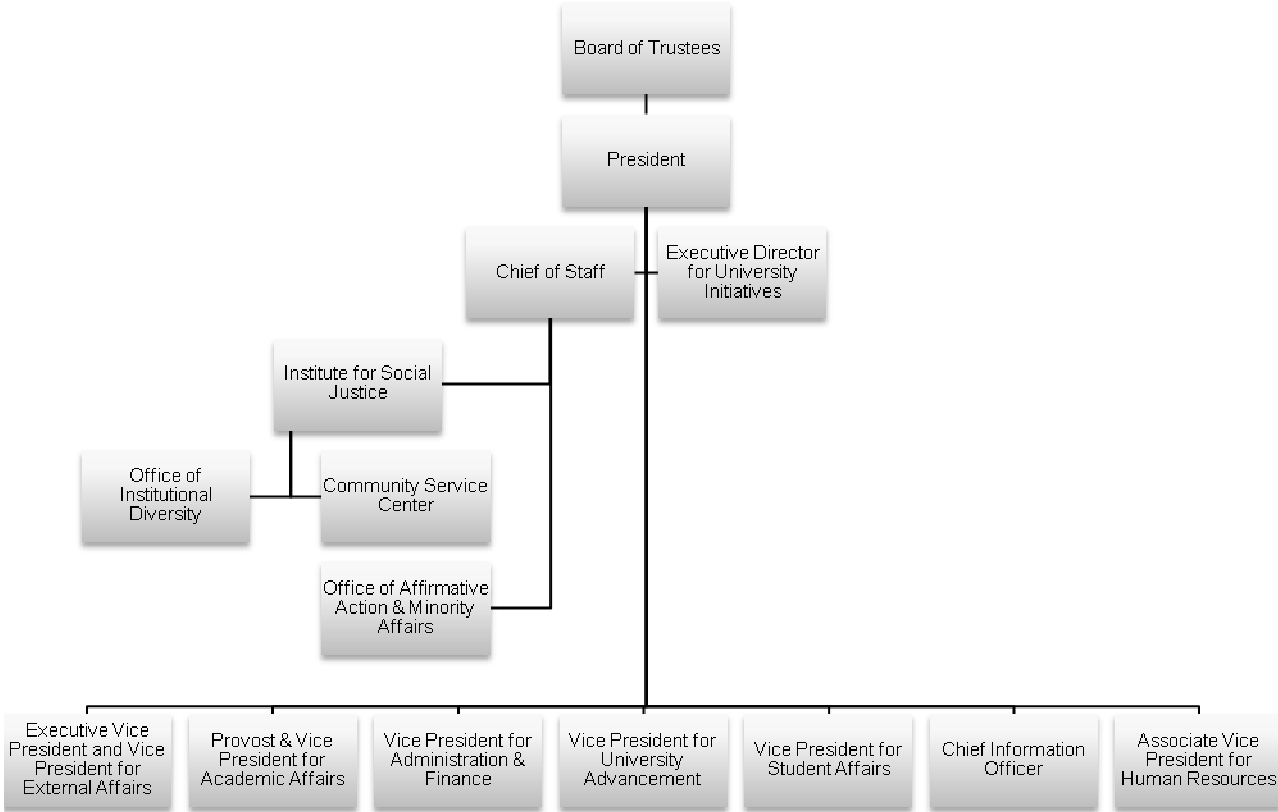 Board of Trustees
President
Chief of Staff
Executive Director
for University
Initiatives
Institute for Social
Justice
Office of
Institutional
Diversity
Community Service
Center
Office of Affirmative
Action & Minority
Affairs
Executive Vice
President and Vice
President for
External Affairs
Provost & Vice
President for
Academic Affairs
Vice President for
Administration &
Finance
Vice President for
University
Advancement
Vice President for
Student Affairs
Chief Information
Officer
Associate Vice
President for
Human Resources